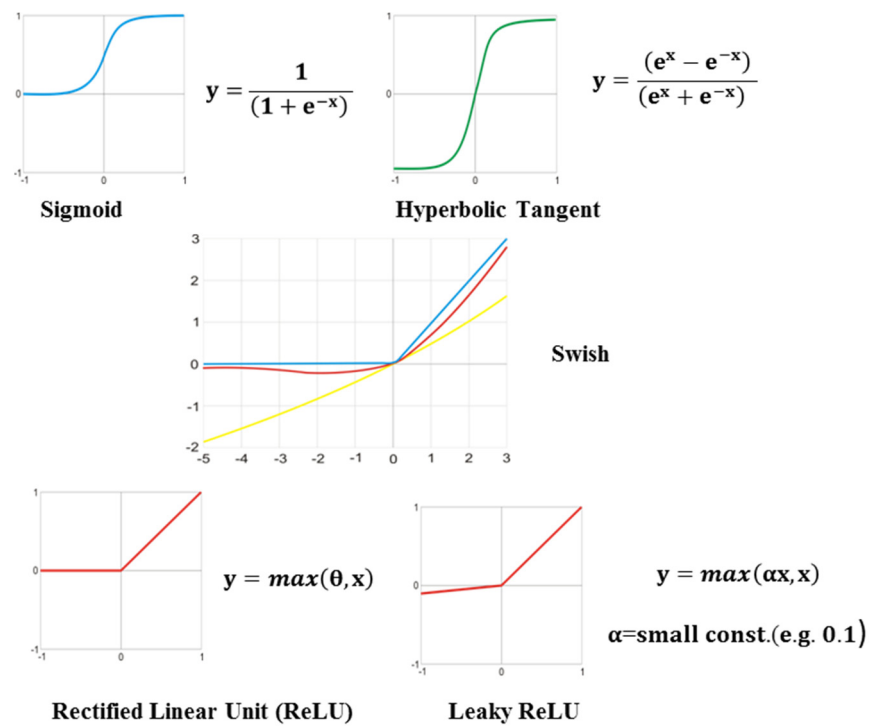 1
0
-1
-1 0 1
y = 1 / (1 + e^−x)
Sigmoid
1
0
-1
-1 0 1
y = (e^x − e^−x) / (e^x + e^−x)
Hyperbolic Tangent
3
2
1
0
-1
-2
-5 -4 -3 -2 -1 0 1 2 3
Swish
1
0
-1
-1 0 1
y = max(θ,x)
Rectified Linear Unit (ReLU)
1
0
-1
-1 0 1
y = max(αx,x)
α=small const.(e.g. 0.1)
Leaky ReLU